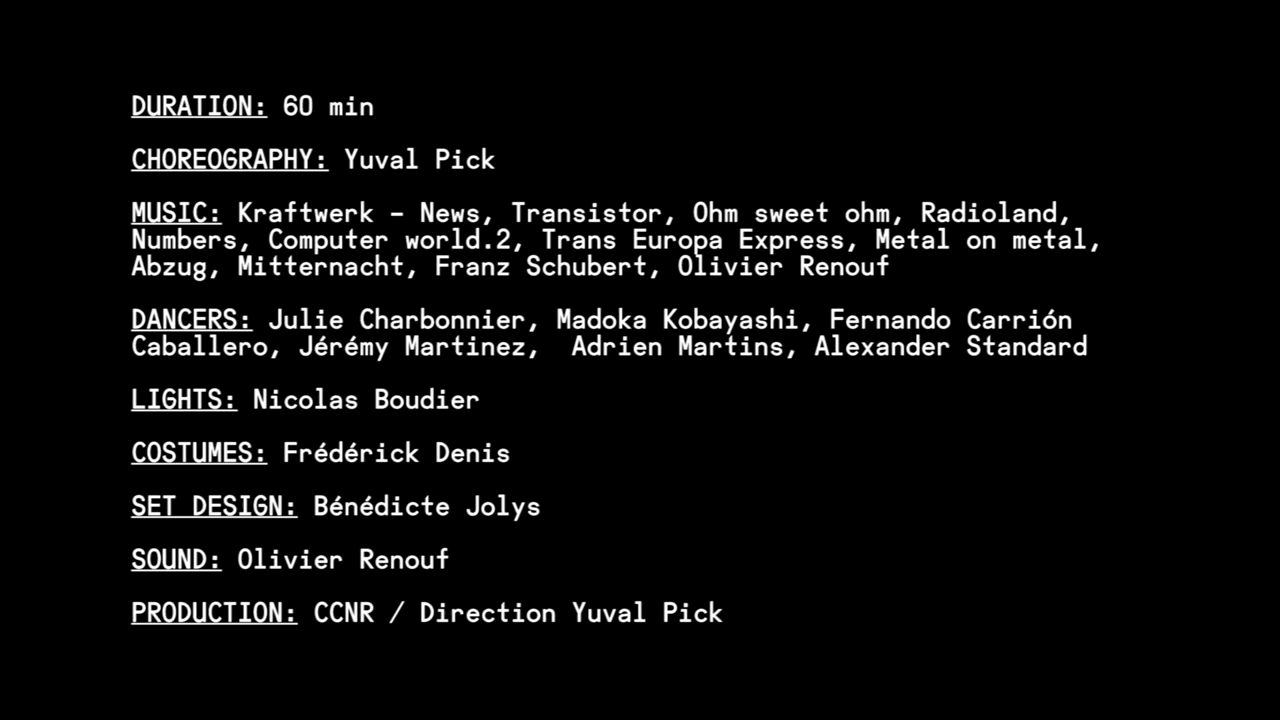 DURATION: 60 min
CHOREOGRAPHY: Yuval Pick
MUSIC: Kraftwerk – News, Transistor, Ohm sweet ohm, Radioland,
Numbers, Computer world.2, Trans Europa Express, Metal on metal,
Abzug, Mitternacht, Franz Schubert, Olivier Renouf
DANCERS: Julie Charbonnier, Madoka Kobayashi, Fernando Carrión
Caballero, Jérémy Martinez,  Adrien Martins, Alexander Standard
LIGHTS: Nicolas Boudier
COSTUMES: Frédérick Denis
SET DESIGN: Bénédicte Jolys
SOUND: Olivier Renouf
PRODUCTION: CCNR / Direction Yuval Pick